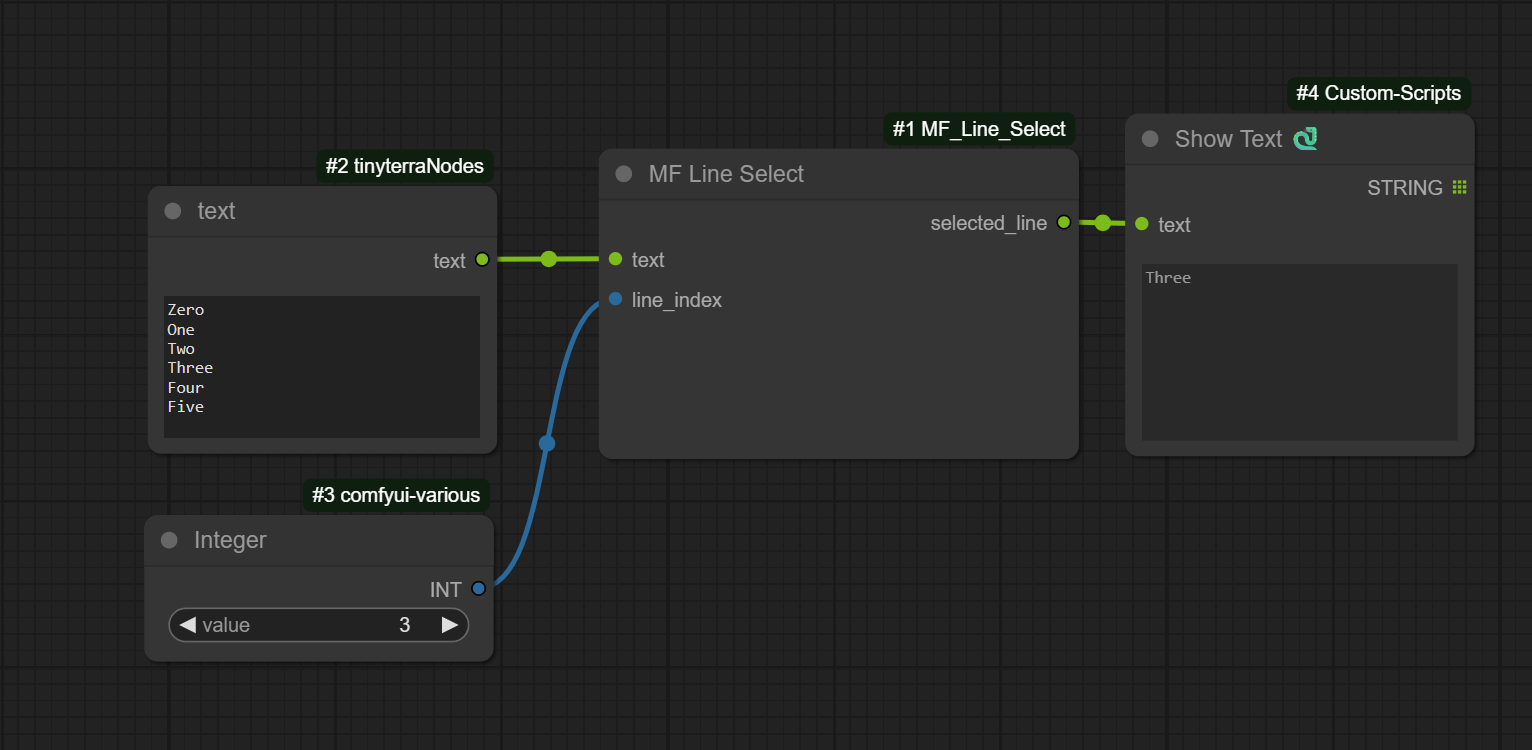 #2 tinyterraNodes
text
text
Zero
One
Two
Three
Four
Five
#3 comfyui-various
Integer
INT
value 3
#1 MF_Line_Select
MF Line Select
selected_line
text
line_index
#4 Custom-Scripts
Show Text
STRING
text
Three